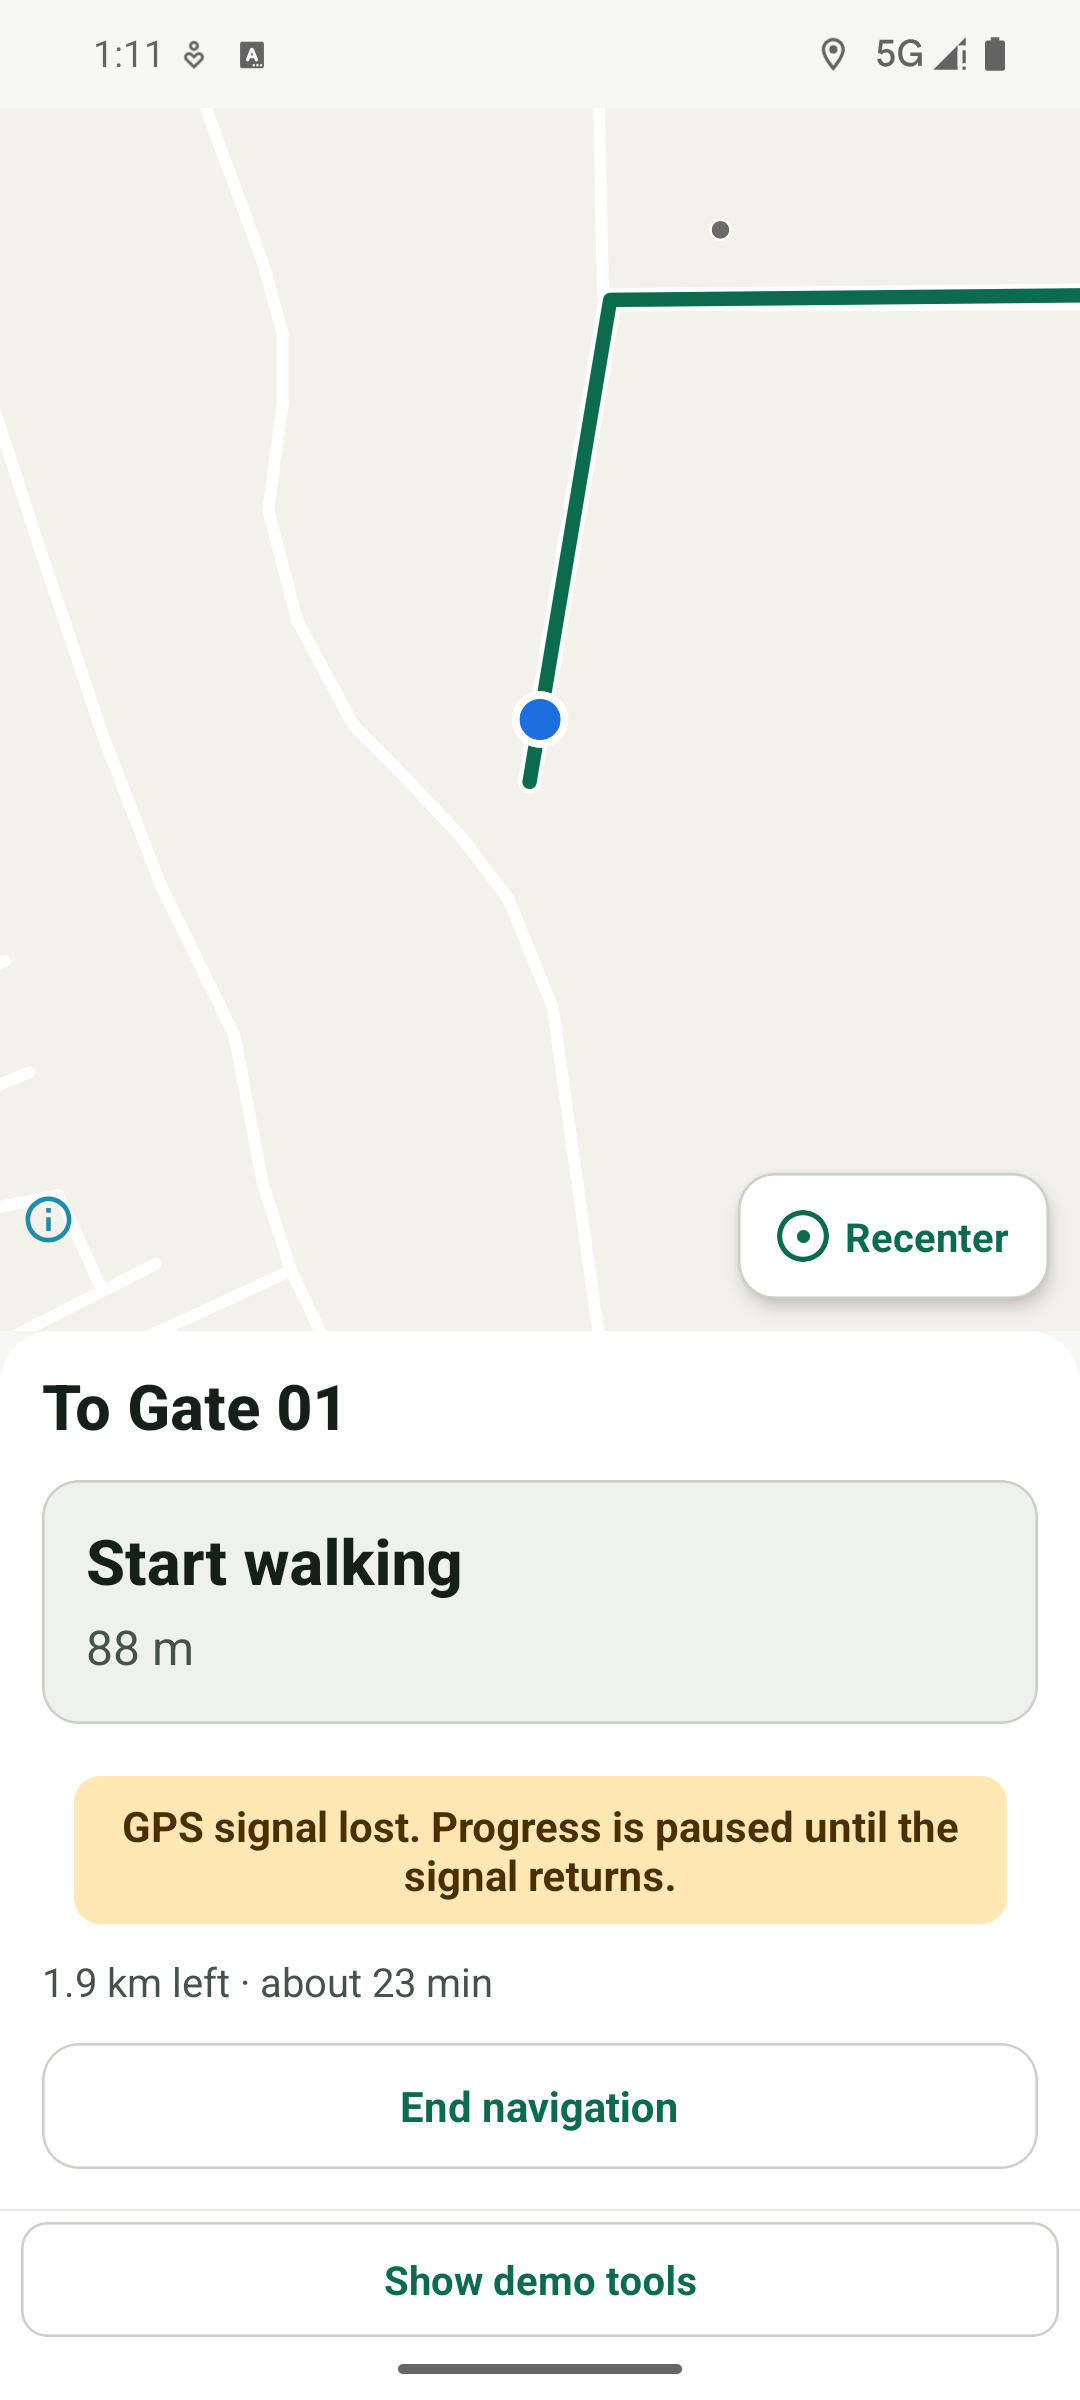 1:11
5G
Recenter
To Gate 01
Start walking
88 m
GPS signal lost. Progress is paused until the
signal returns.
1.9 km left · about 23 min
End navigation
Show demo tools